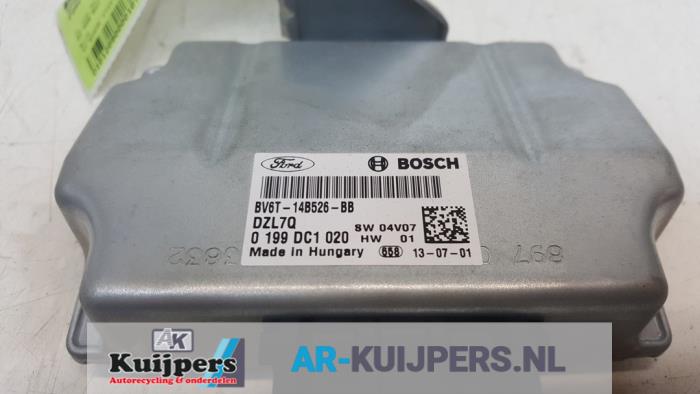 Ford BOSCH
BV6T-14B526-BB
DZL7Q SW 04V07
0 199 DC1 020 HW 01
Made in Hungary 658 13-07-01
AK
Kuijpers
Autorecycling & onderdelen
AR-KUIJPERS.NL